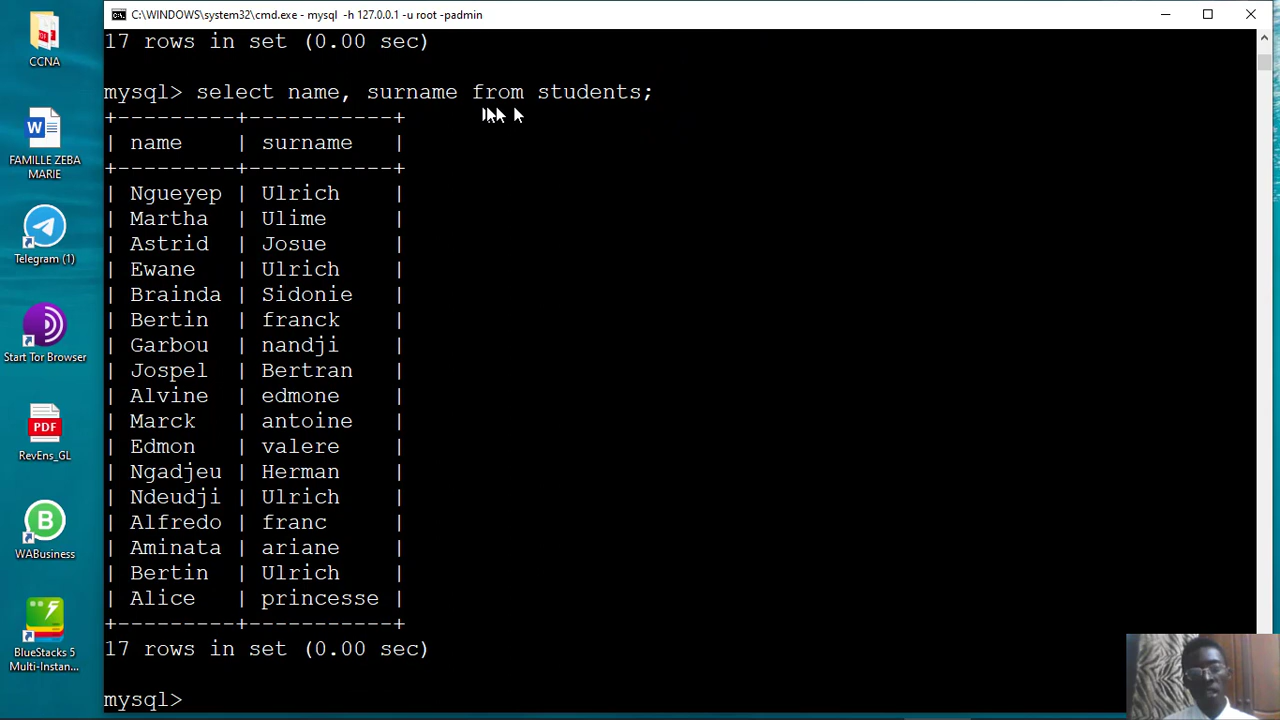 C:\WINDOWS\system32\cmd.exe - mysql -h 127.0.0.1 -u root -padmin
17 rows in set (0.00 sec)
mysql> select name, surname from students;
+---------+-----------+
| name    | surname   |
+---------+-----------+
| Ngueyep | Ulrich    |
| Martha  | Ulime     |
| Astrid  | Josue     |
| Ewane   | Ulrich    |
| Brainda | Sidonie   |
| Bertin  | franck    |
| Garbou  | nandji    |
| Jospel  | Bertran   |
| Alvine  | edmone    |
| Marck   | antoine   |
| Edmon   | valere    |
| Ngadjeu | Herman    |
| Ndeudji | Ulrich    |
| Alfredo | franc     |
| Aminata | ariane    |
| Bertin  | Ulrich    |
| Alice   | princesse |
+---------+-----------+
17 rows in set (0.00 sec)
mysql>
CCNA
W
FAMILLE ZEBA
MARIE
Telegram (1)
Start Tor Browser
PDF
RevEns_GL
B
WABusiness
BlueStacks 5
Multi-Instan...